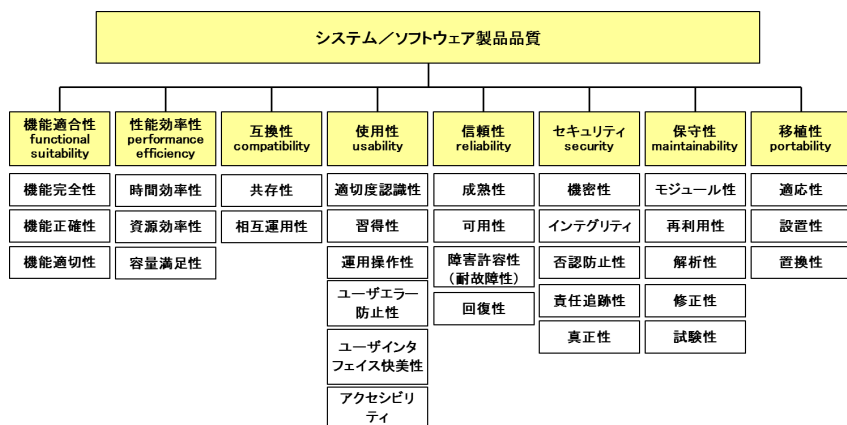 システム／ソフトウェア製品品質
機能適合性
functional
suitability
性能効率性
performance
efficiency
互換性
compatibility
使用性
usability
信頼性
reliability
セキュリティ
security
保守性
maintainability
移植性
portability
機能完全性
時間効率性
共存性
適切度認識性
成熟性
機密性
モジュール性
適応性
機能正確性
資源効率性
相互運用性
習得性
可用性
インテグリティ
再利用性
設置性
機能適切性
容量満足性
運用操作性
障害許容性
（耐故障性）
否認防止性
解析性
置換性
ユーザエラー
防止性
回復性
責任追跡性
修正性
ユーザインタ
フェイス快美性
真正性
試験性
アクセシビリ
ティ